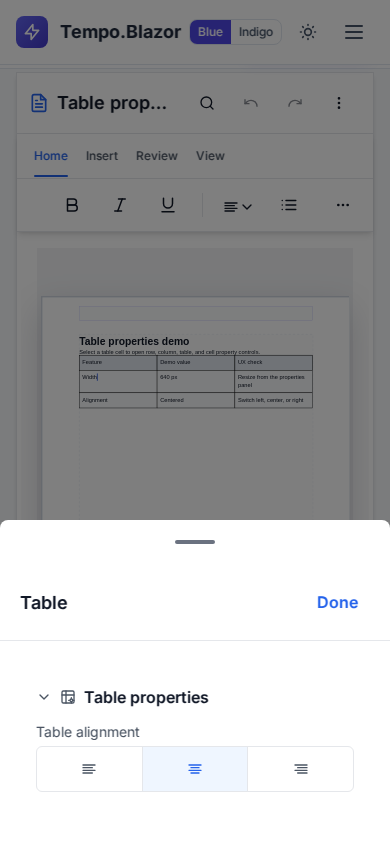 Tempo.Blazor Blue Indigo
Table prop...
Home Insert Review View
Table properties demo
Select a table cell to open row, column, table, and cell property controls.
Feature Demo value UX check
Width 640 px Resize from the properties
panel
Alignment Centered Switch left, center, or right
Table Done
Table properties
Table alignment